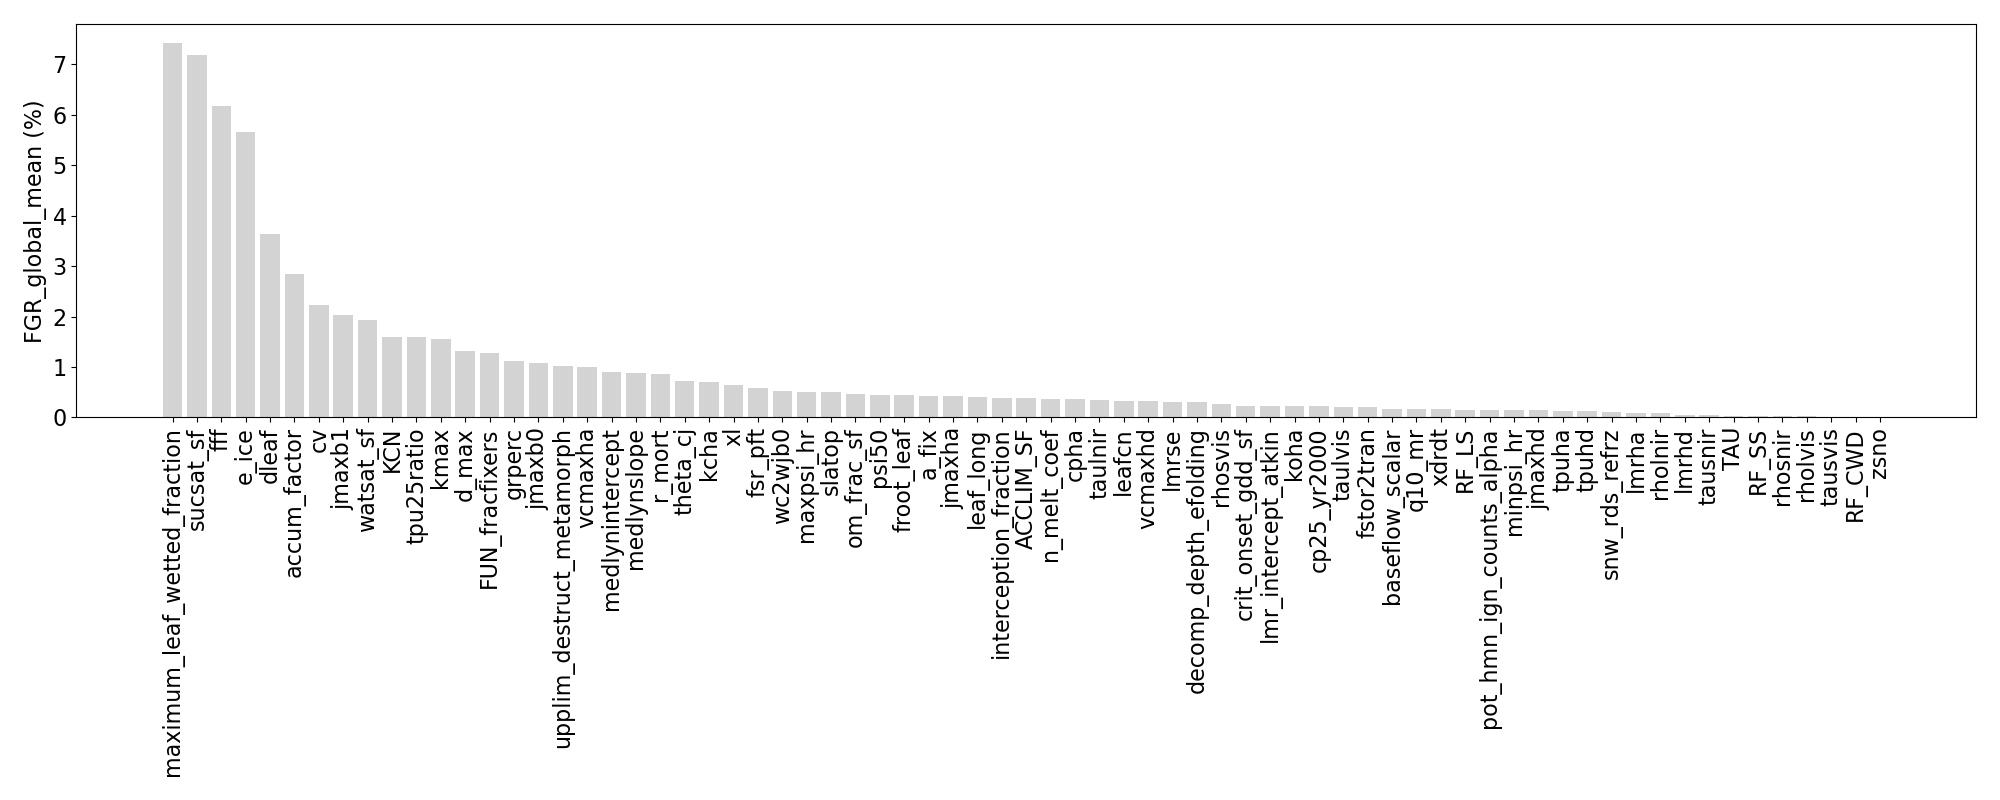 FGR_global_mean (%)
7
6
5
4
3
2
1
0
maximum_leaf_wetted_fraction
sucsat_sf
fff
e_ice
dleaf
accum_factor
cv
jmaxb1
watsat_sf
KCN
tpu25ratio
kmax
d_max
FUN_fracfixers
grperc
jmaxb0
upplim_destruct_metamorph
vcmaxha
medlynintercept
medlynslope
r_mort
theta_cj
kcha
xl
fsr_pft
wc2wjb0
maxpsi_hr
slatop
om_frac_sf
psi50
froot_leaf
a_fix
jmaxha
leaf_long
interception_fraction
ACCLIM_SF
n_melt_coef
cpha
taulnir
leafcn
vcmaxhd
lmrse
decomp_depth_efolding
rhosvis
crit_onset_gdd_sf
lmr_intercept_atkin
koha
cp25_yr2000
taulvis
fstor2tran
baseflow_scalar
q10_mr
xdrdt
RF_LS
pot_hmn_ign_counts_alpha
minpsi_hr
jmaxhd
tpuha
tpuhd
snw_rds_refrz
lmrha
rholnir
lmrhd
tausnir
TAU
RF_SS
rhosnir
rholvis
tausvis
RF_CWD
zsno